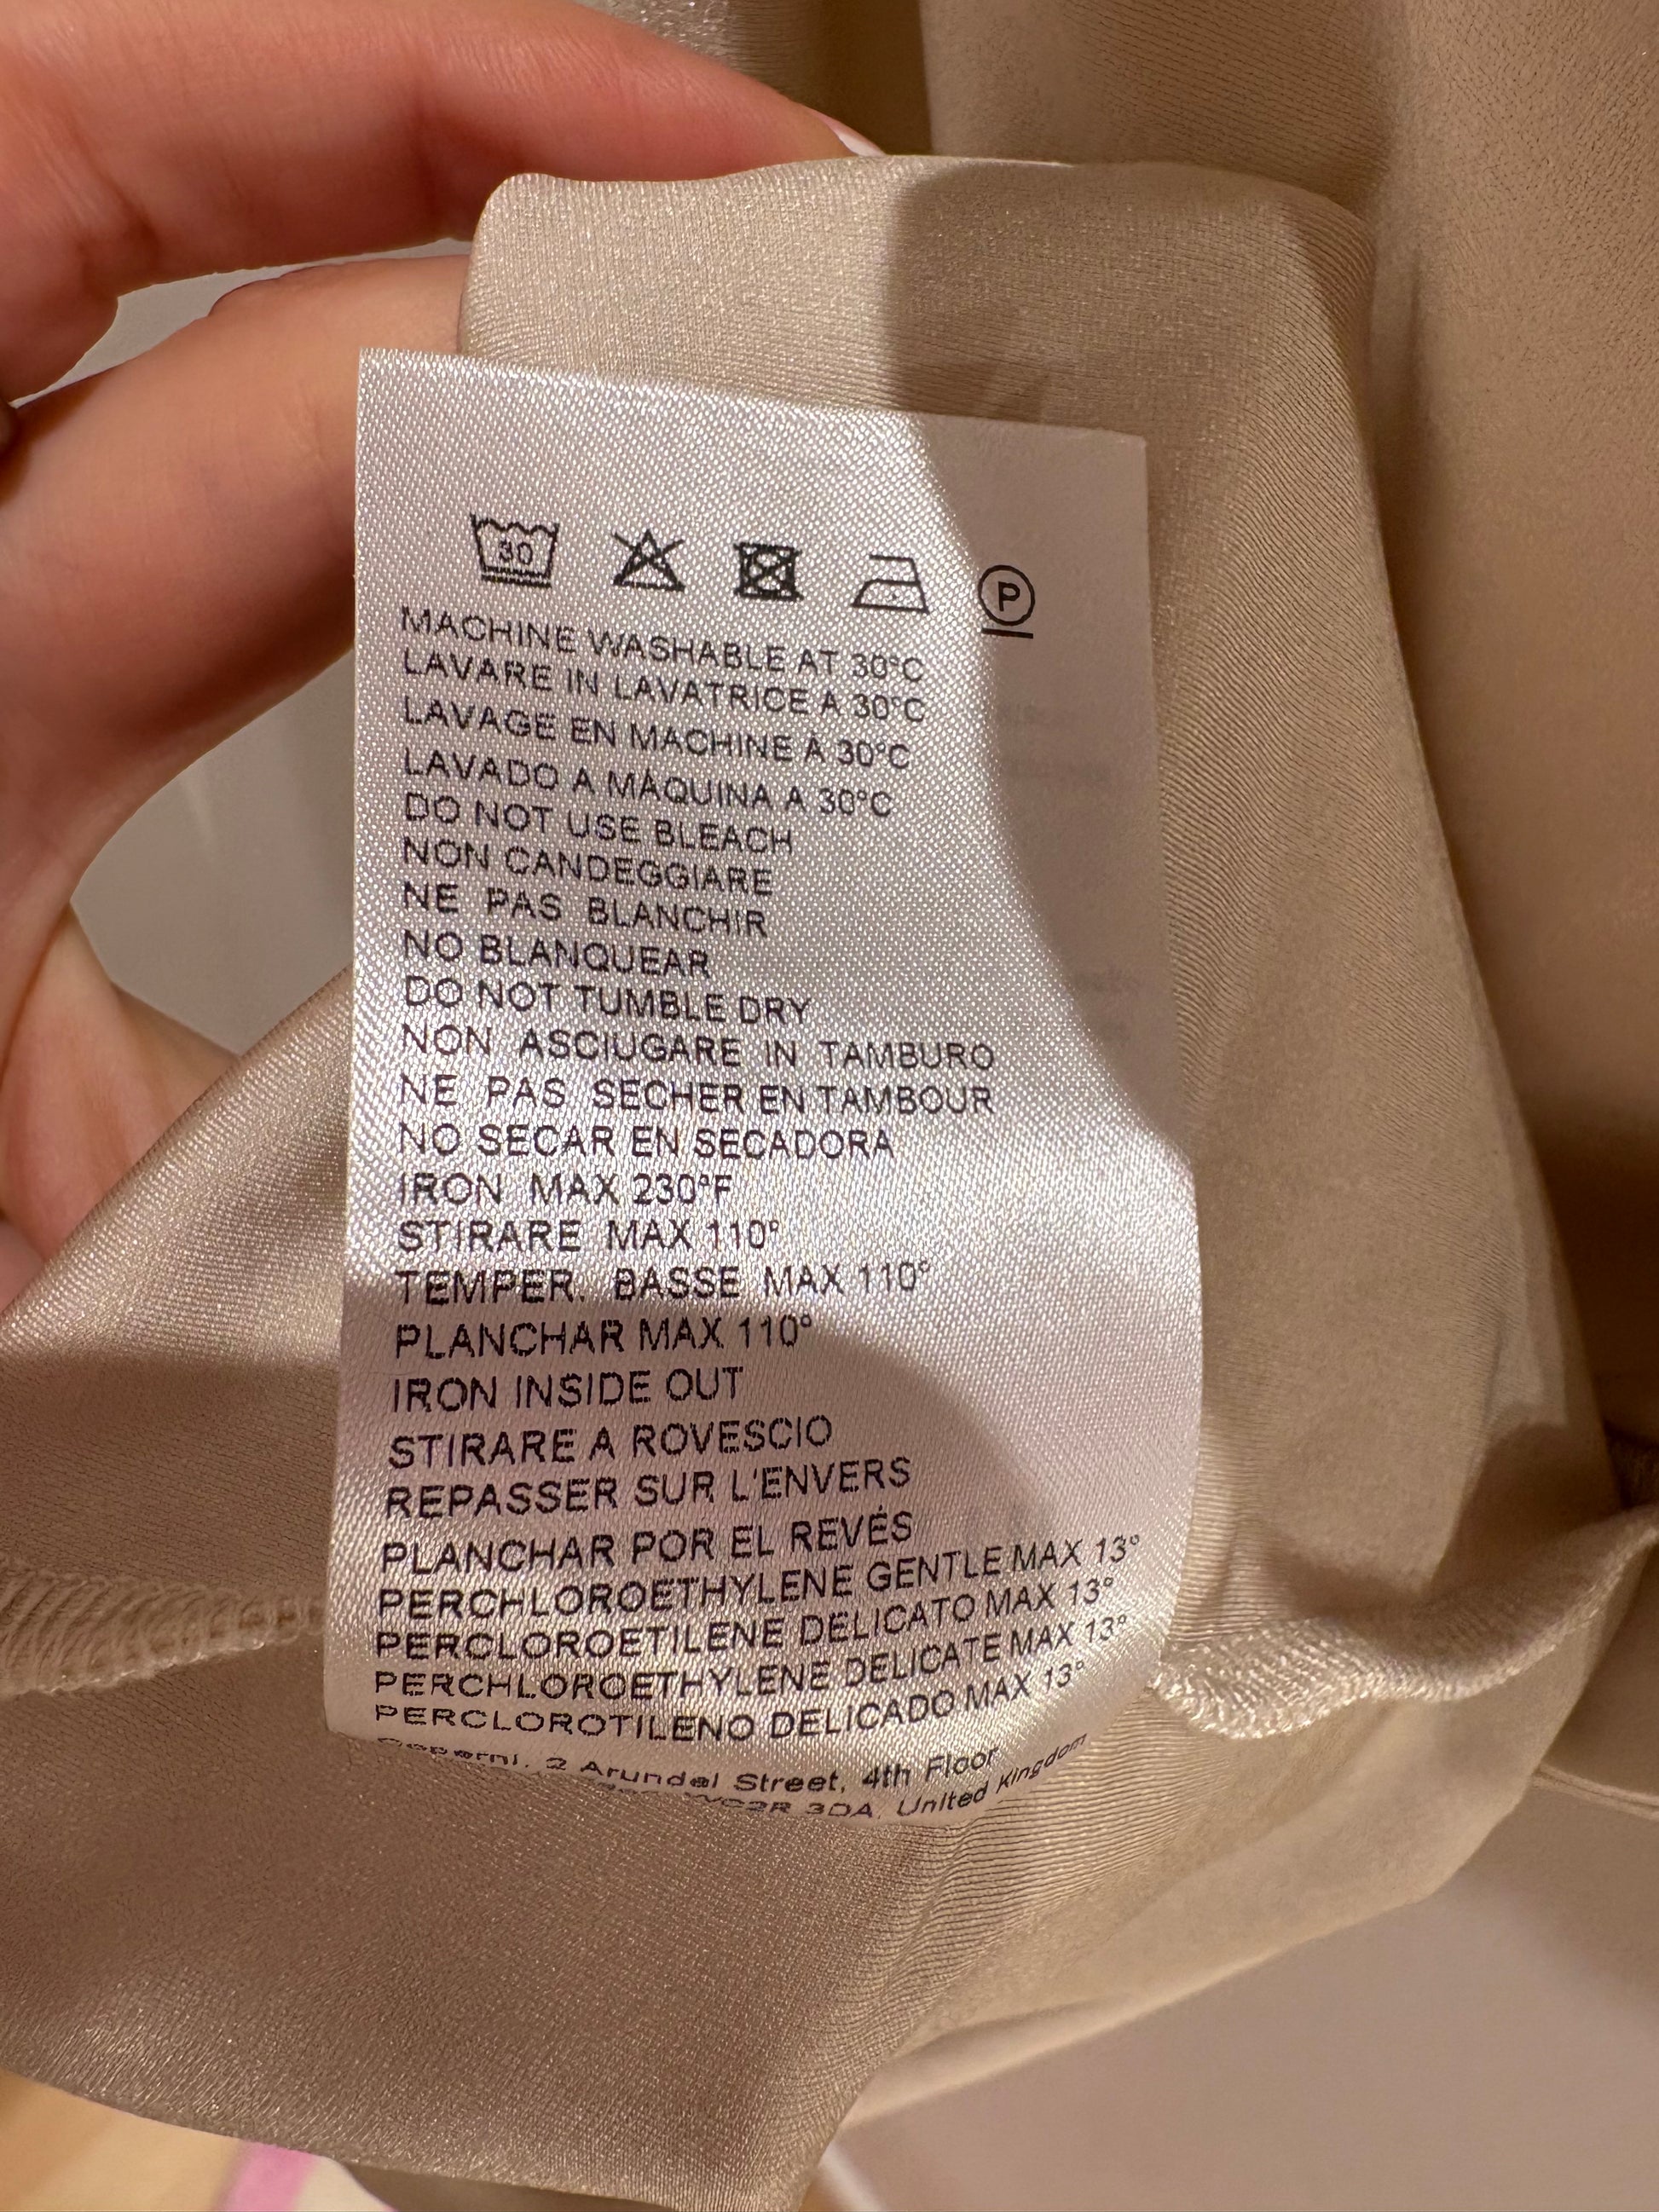 30
P
MACHINE WASHABLE AT 30°C
LAVARE IN LAVATRICE A 30°C
LAVAGE EN MACHINE À 30°C
LAVADO A MÁQUINA A 30°C
DO NOT USE BLEACH
NON CANDEGGIARE
NE PAS BLANCHIR
NO BLANQUEAR
DO NOT TUMBLE DRY
NON ASCIUGARE IN TAMBURO
NE PAS SECHER EN TAMBOUR
NO SECAR EN SECADORA
IRON MAX 230°F
STIRARE MAX 110°
TEMPER. BASSE MAX 110°
PLANCHAR MAX 110°
IRON INSIDE OUT
STIRARE A ROVESCIO
REPASSER SUR L'ENVERS
PLANCHAR POR EL REVÉS
PERCHLOROETHYLENE GENTLE MAX 13°
PERCLOROETILENE DELICATO MAX 13°
PERCHLOROETHYLENE DELICATE MAX 13°
PERCLOROTILENO DELICADO MAX 13°
Coperni, 2 Arundel Street, 4th Floor
WC2R 3DA, United Kingdom